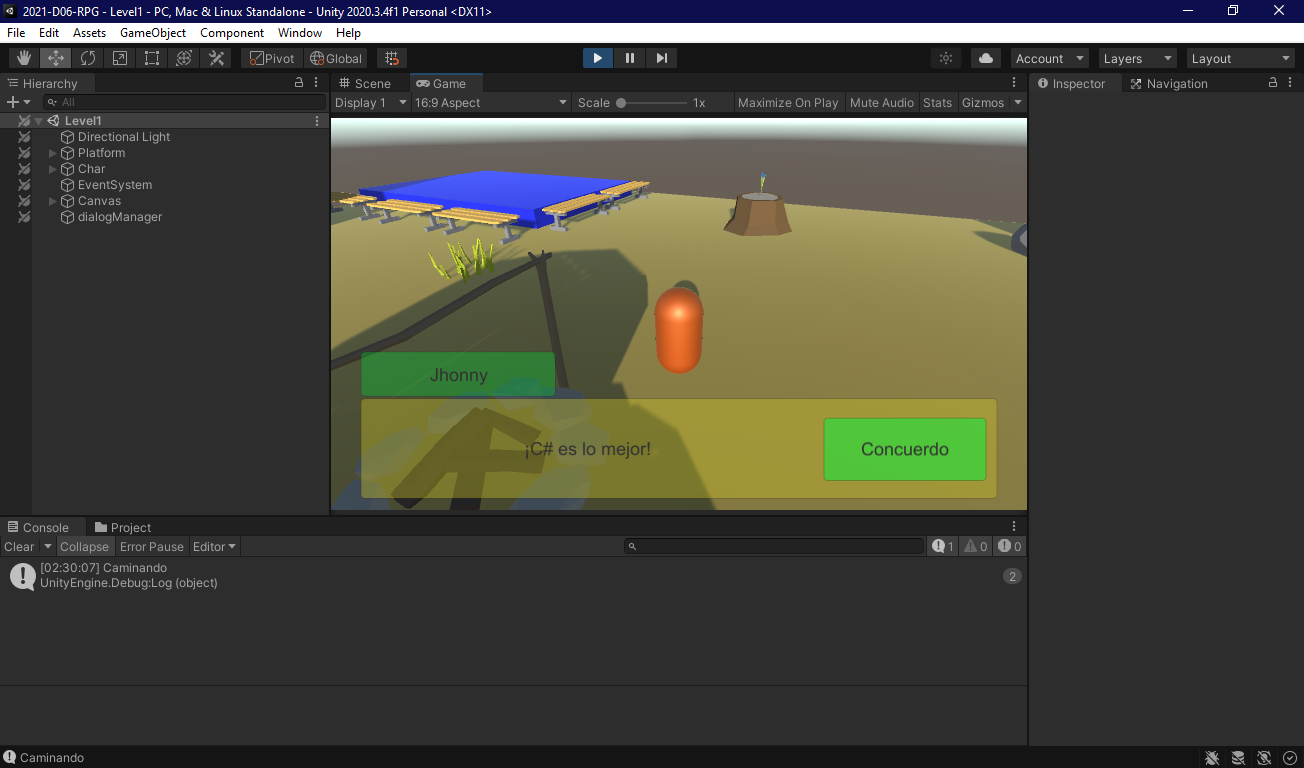 2021-D06-RPG - Level1 - PC, Mac & Linux Standalone - Unity 2020.3.4f1 Personal <DX11>
File Edit Assets GameObject Component Window Help
Pivot Global Account Layers Layout
Hierarchy
All
Level1
Directional Light
Platform
Char
EventSystem
Canvas
dialogManager
Scene Game
Display 1 16:9 Aspect Scale 1x Maximize On Play Mute Audio Stats Gizmos
Jhonny
¡C# es lo mejor!
Concuerdo
Inspector Navigation
Console Project
Clear Collapse Error Pause Editor 1 0 0
[02:30:07] Caminando
UnityEngine.Debug:Log (object)
2
Caminando